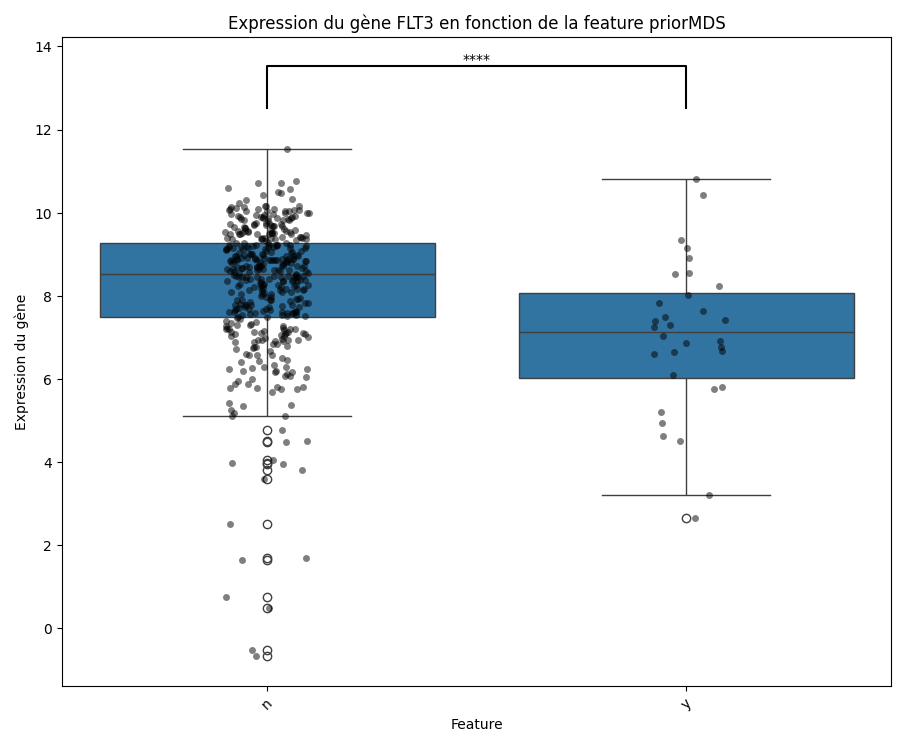 Expression du gène FLT3 en fonction de la feature priorMDS
14
****
12
10
8
6
4
2
0
Expression du gène
n
y
Feature